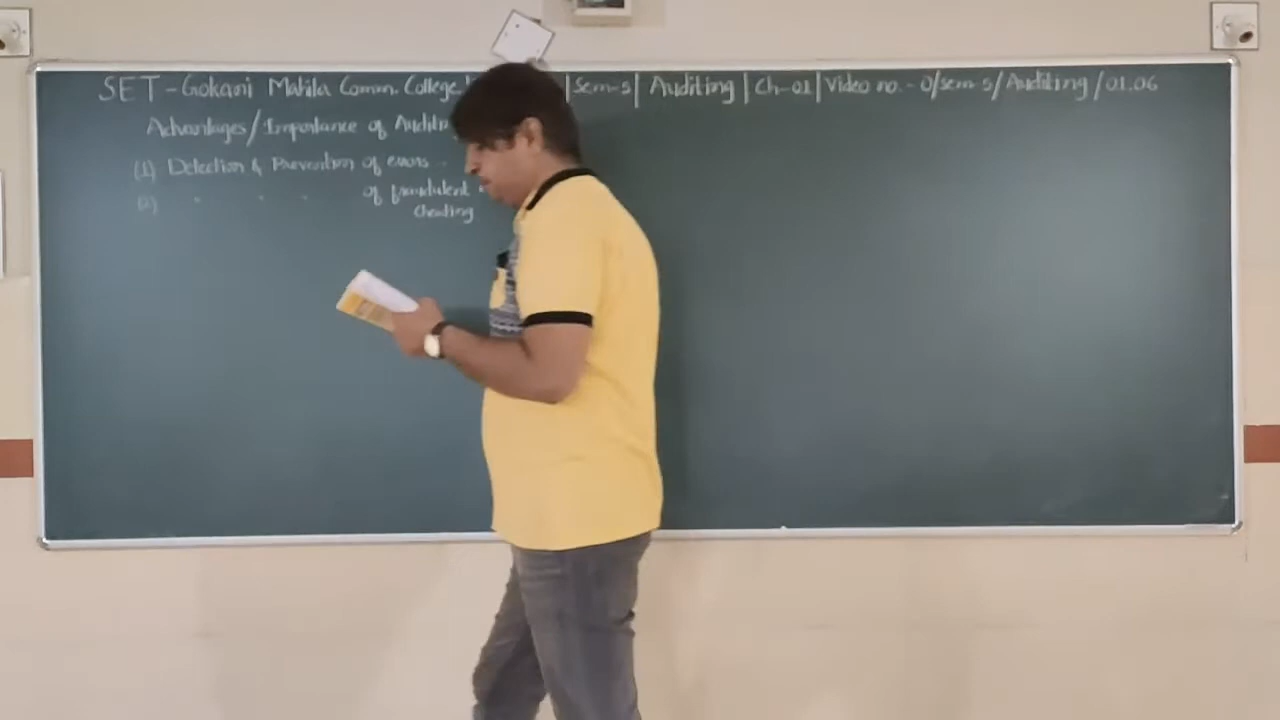 SET - Gokani Mahila Comm. College | Sem-5 | Auditing | Ch-01 | Video no. - 0/sem-5/Auditing/01.06
Advantages/Importance of Audit
(1) Detection & Prevention of errors -
(2) " " " of fraudulent
cheating